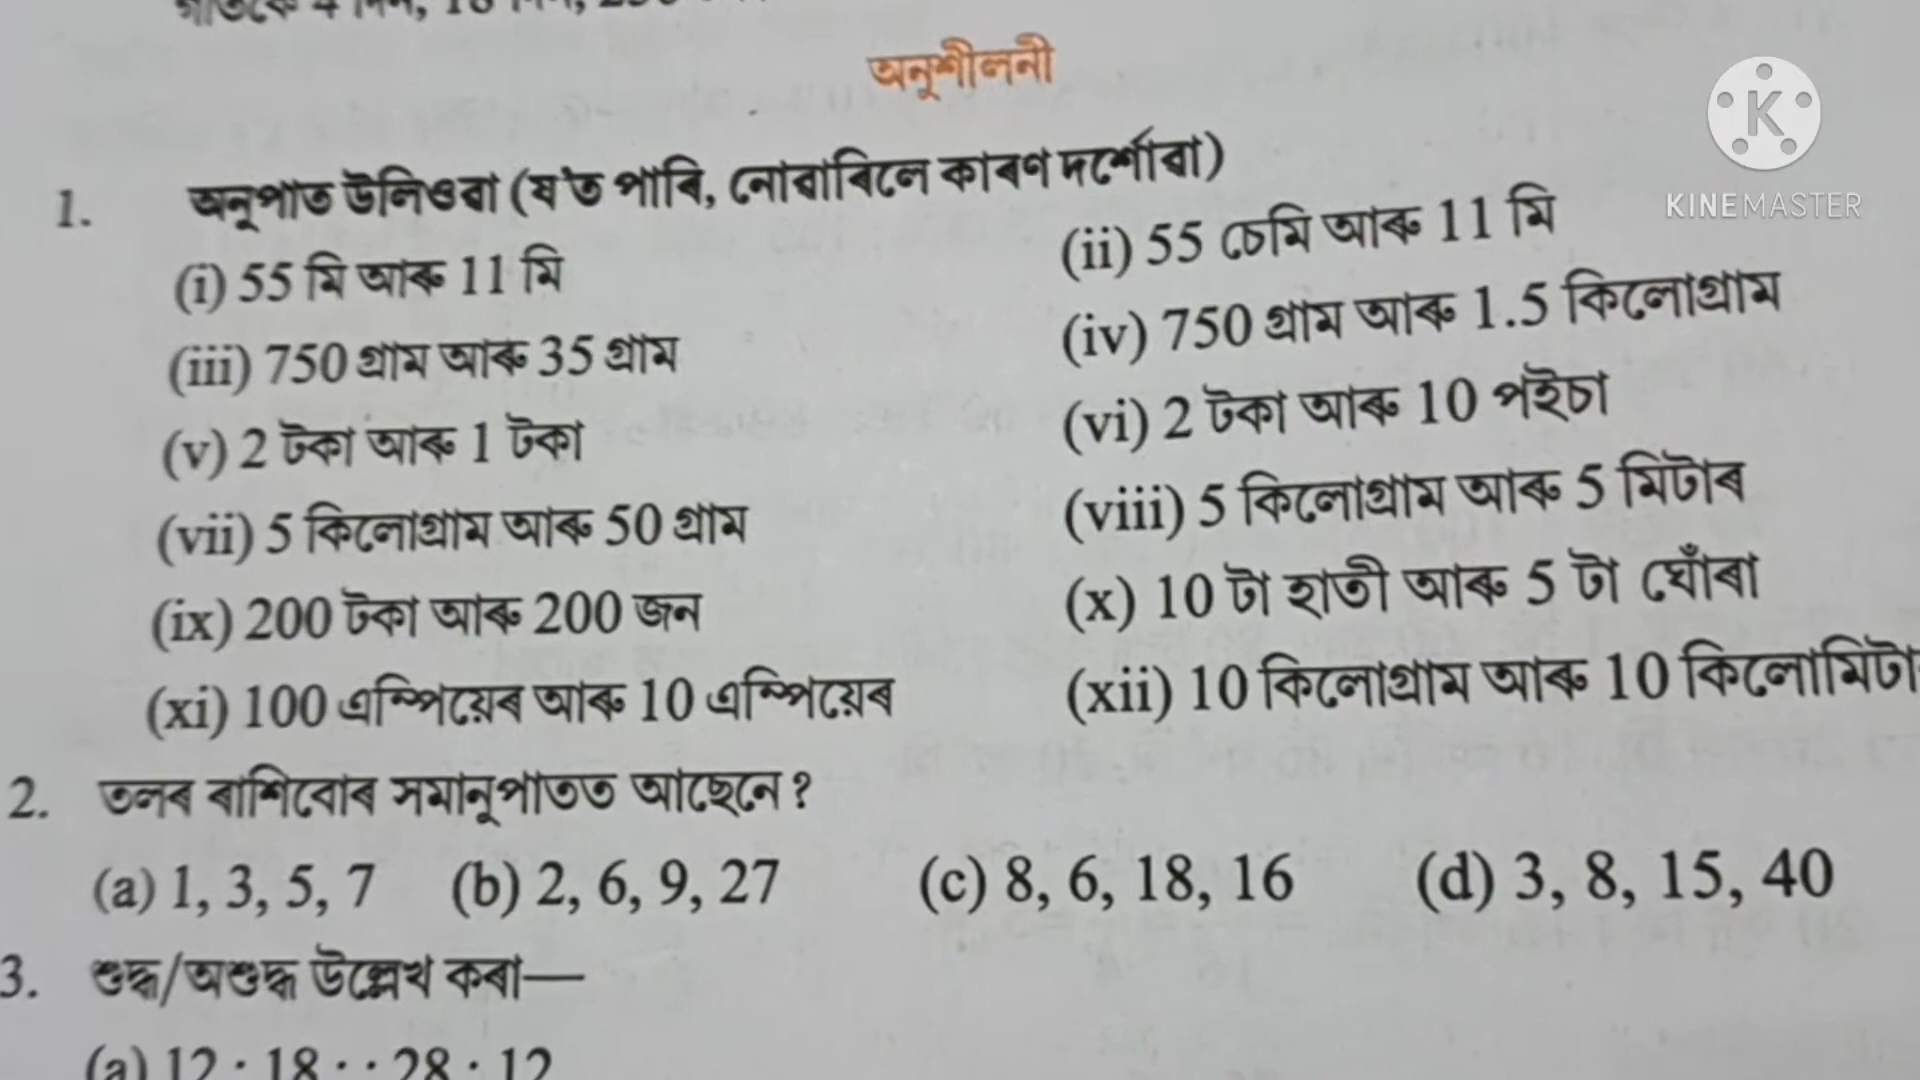 অনুশীলনী
K
KINEMASTER
1. অনুপাত উলিওৱা (য'ত পাৰি, নোৱাৰিলে কাৰণ দৰ্শোৱা)
(i) 55 মি আৰু 11 মি (ii) 55 চেমি আৰু 11 মি
(iii) 750 গ্ৰাম আৰু 35 গ্ৰাম (iv) 750 গ্ৰাম আৰু 1.5 কিলোগ্ৰাম
(v) 2 টকা আৰু 1 টকা (vi) 2 টকা আৰু 10 পইচা
(vii) 5 কিলোগ্ৰাম আৰু 50 গ্ৰাম (viii) 5 কিলোগ্ৰাম আৰু 5 মিটাৰ
(ix) 200 টকা আৰু 200 জন (x) 10 টা হাতী আৰু 5 টা ঘোঁৰা
(xi) 100 এম্পিয়েৰ আৰু 10 এম্পিয়েৰ (xii) 10 কিলোগ্ৰাম আৰু 10 কিলোমিটা
2. তলৰ ৰাশিবোৰ সমানুপাতত আছেনে ?
(a) 1, 3, 5, 7 (b) 2, 6, 9, 27 (c) 8, 6, 18, 16 (d) 3, 8, 15, 40
3. শুদ্ধ/অশুদ্ধ উল্লেখ কৰা—
(a) 12 : 18 : : 28 : 12